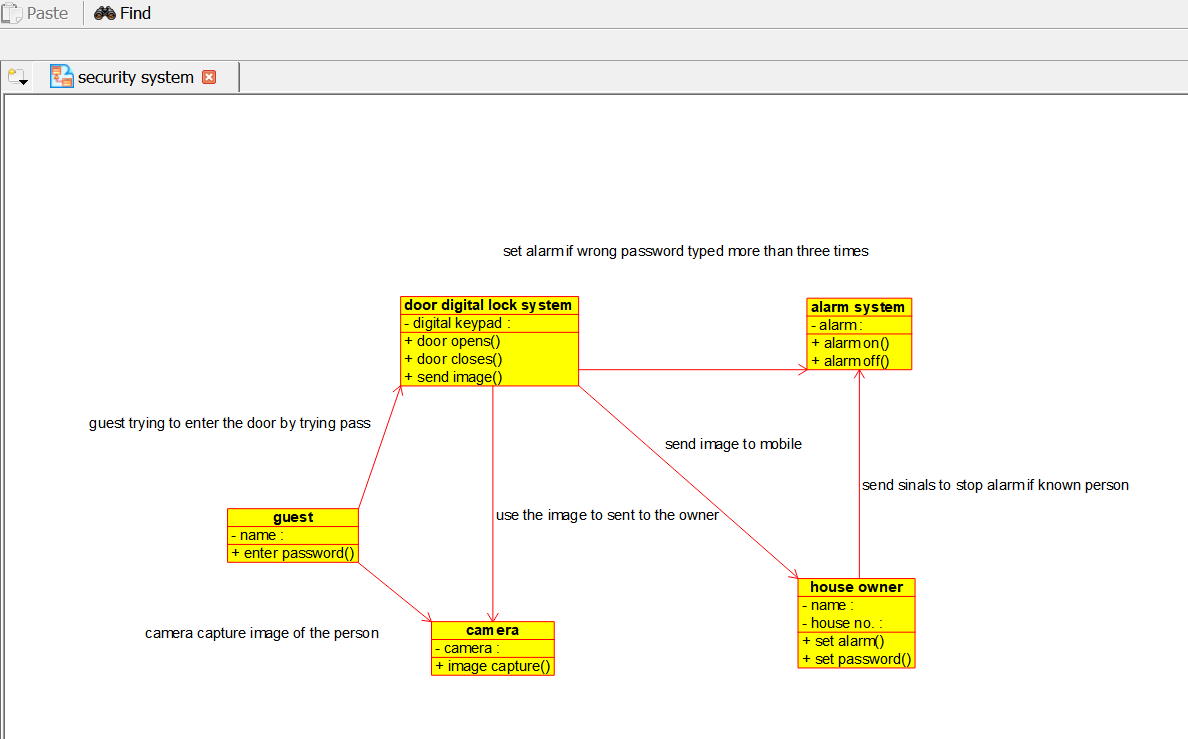 Paste Find
security system
set alarm if wrong password typed more than three times
door digital lock system
- digital keypad :
+ door opens()
+ door closes()
+ send image()
alarm system
- alarm :
+ alarm on()
+ alarm off()
guest trying to enter the door by trying pass
send image to mobile
send sinals to stop alarm if known person
use the image to sent to the owner
guest
- name :
+ enter password()
camera capture image of the person
camera
- camera :
+ image capture()
house owner
- name :
- house no. :
+ set alarm()
+ set password()